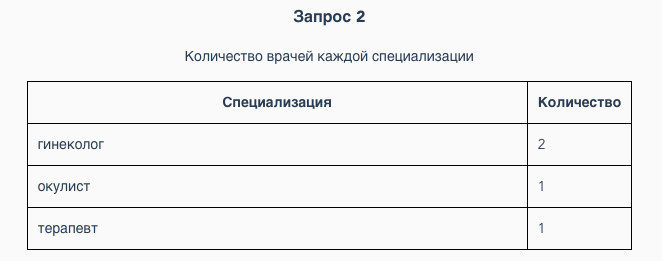 Запрос 2
Количество врачей каждой специализации
Специализация Количество
гинеколог 2
окулист 1
терапевт 1